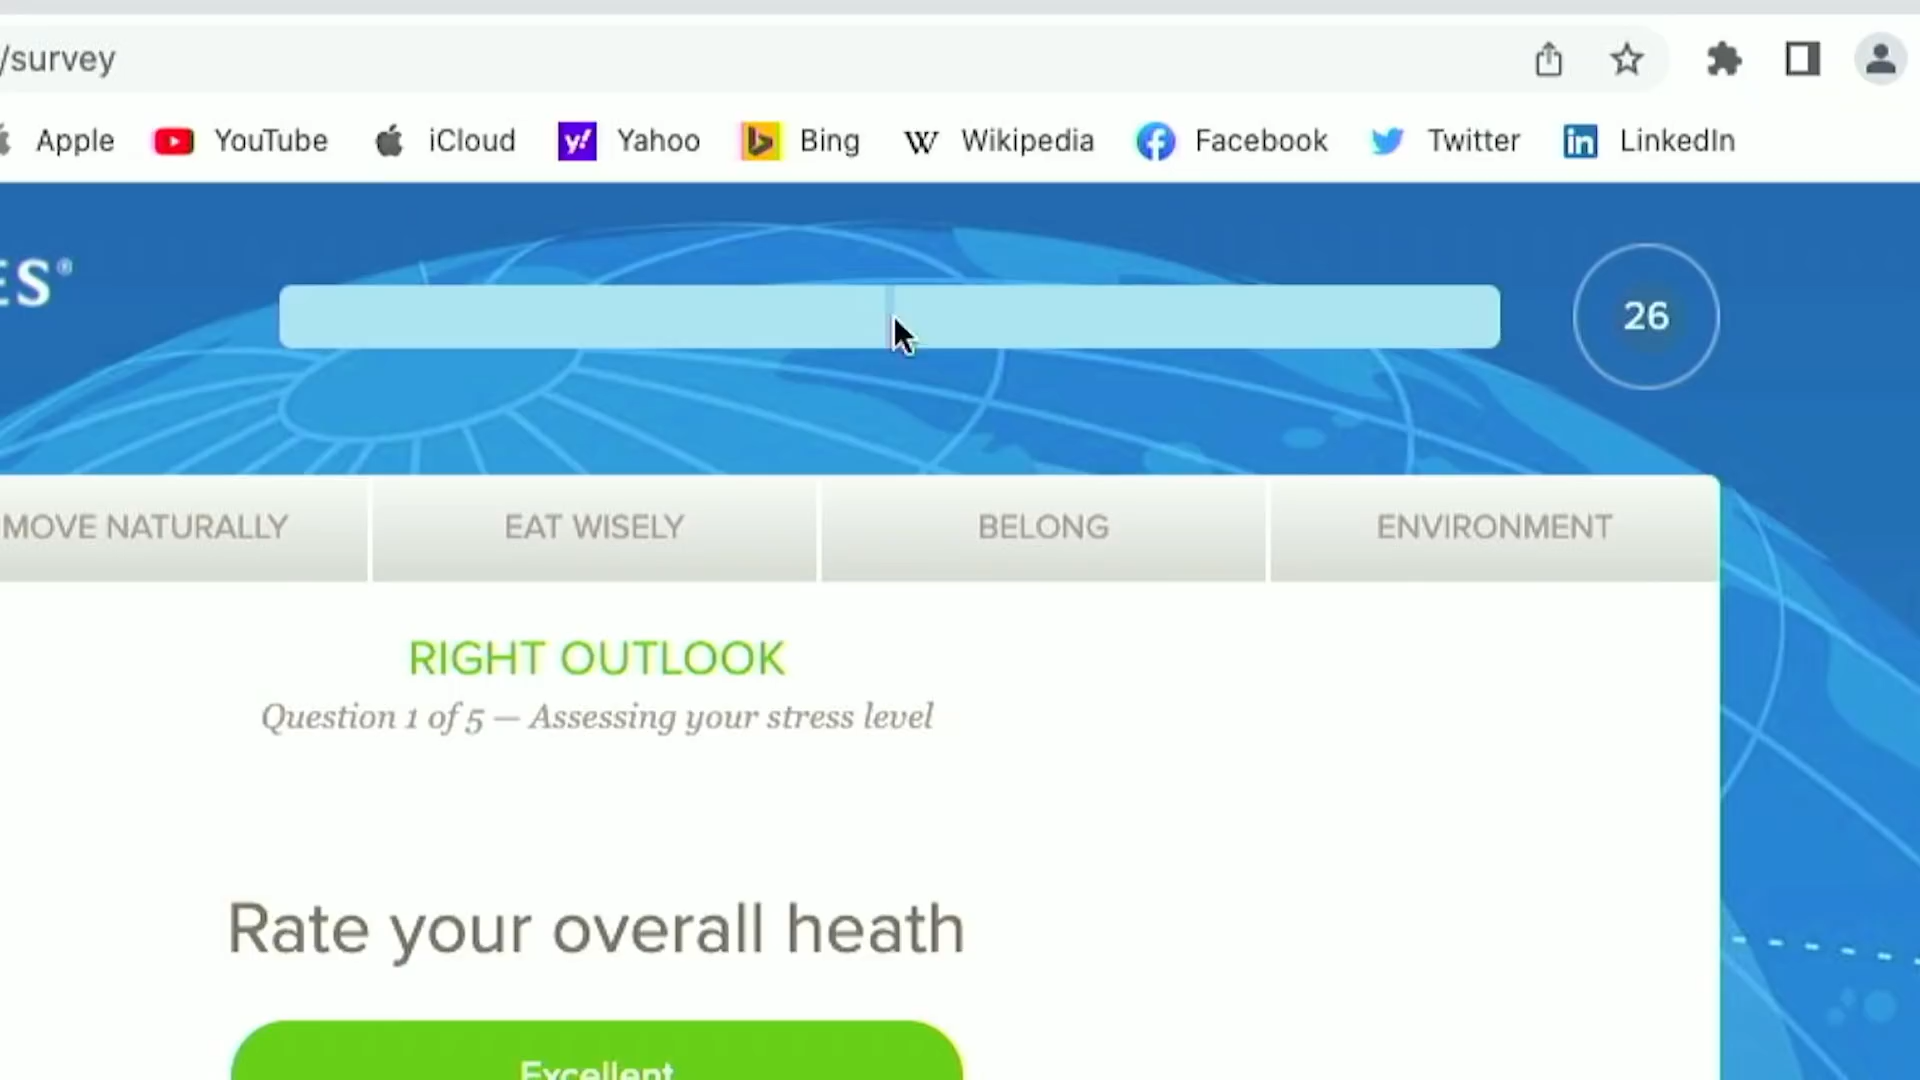 /survey
Apple YouTube iCloud Yahoo Bing Wikipedia Facebook Twitter LinkedIn
ES®
26
MOVE NATURALLY EAT WISELY BELONG ENVIRONMENT
RIGHT OUTLOOK
Question 1 of 5 — Assessing your stress level
Rate your overall heath
Excellent